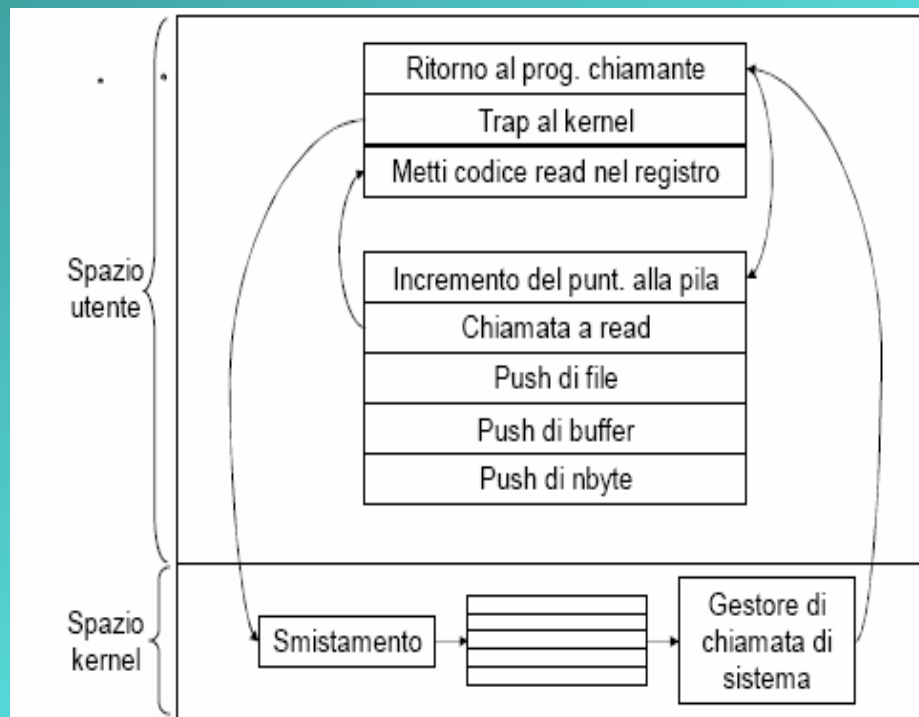 Ritorno al prog. chiamante
Trap al kernel
Metti codice read nel registro
Spazio
utente
Incremento del punt. alla pila
Chiamata a read
Push di file
Push di buffer
Push di nbyte
Spazio
kernel
Smistamento
Gestore di
chiamata di
sistema